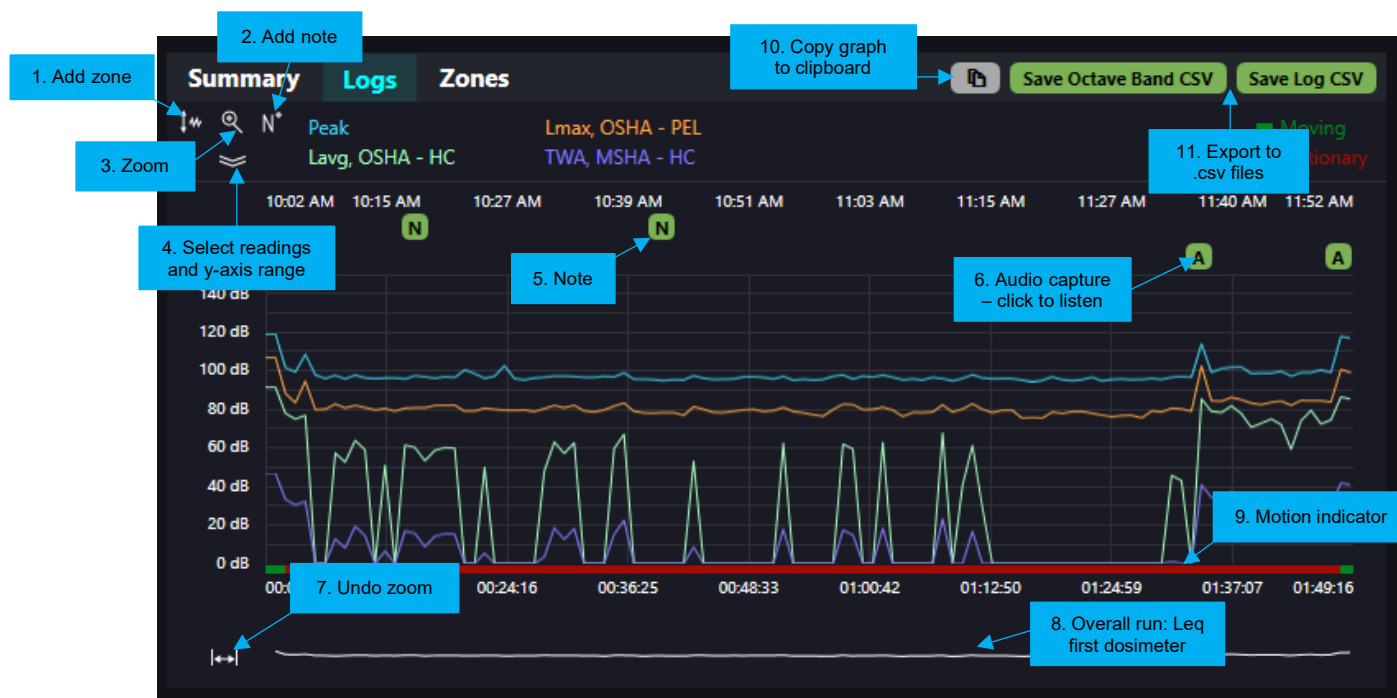 2. Add note
10. Copy graph
to clipboard
1. Add zone
Summary Logs Zones Save Octave Band CSV Save Log CSV
N+ Peak Lmax, OSHA - PEL Moving
3. Zoom Lavg, OSHA - HC TWA, MSHA - HC
11. Export to
.csv files
10:02 AM 10:15 AM 10:27 AM 10:39 AM 10:51 AM 11:03 AM 11:15 AM 11:27 AM 11:40 AM 11:52 AM
N N
4. Select readings
and y-axis range
5. Note
A A
6. Audio capture
– click to listen
140 dB
120 dB
100 dB
80 dB
60 dB
40 dB
20 dB
9. Motion indicator
0 dB
7. Undo zoom 00:24:16 00:36:25 00:48:33 01:00:42 01:12:50 01:24:59 01:37:07 01:49:16
8. Overall run: Leq
first dosimeter